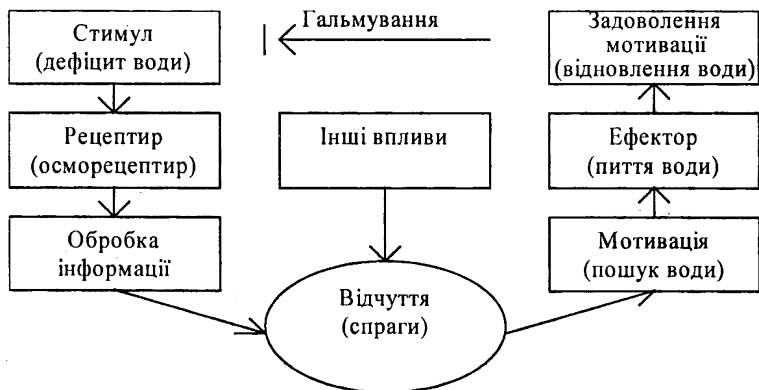 Стимул
(дефіцит води)
Гальмування
Задоволення
мотивації
(відновлення води)
Рецептир
(осморецептир)
Інші впливи
Ефектор
(пиття води)
Обробка
інформації
Мотивація
(пошук води)
Відчуття
(спраги)